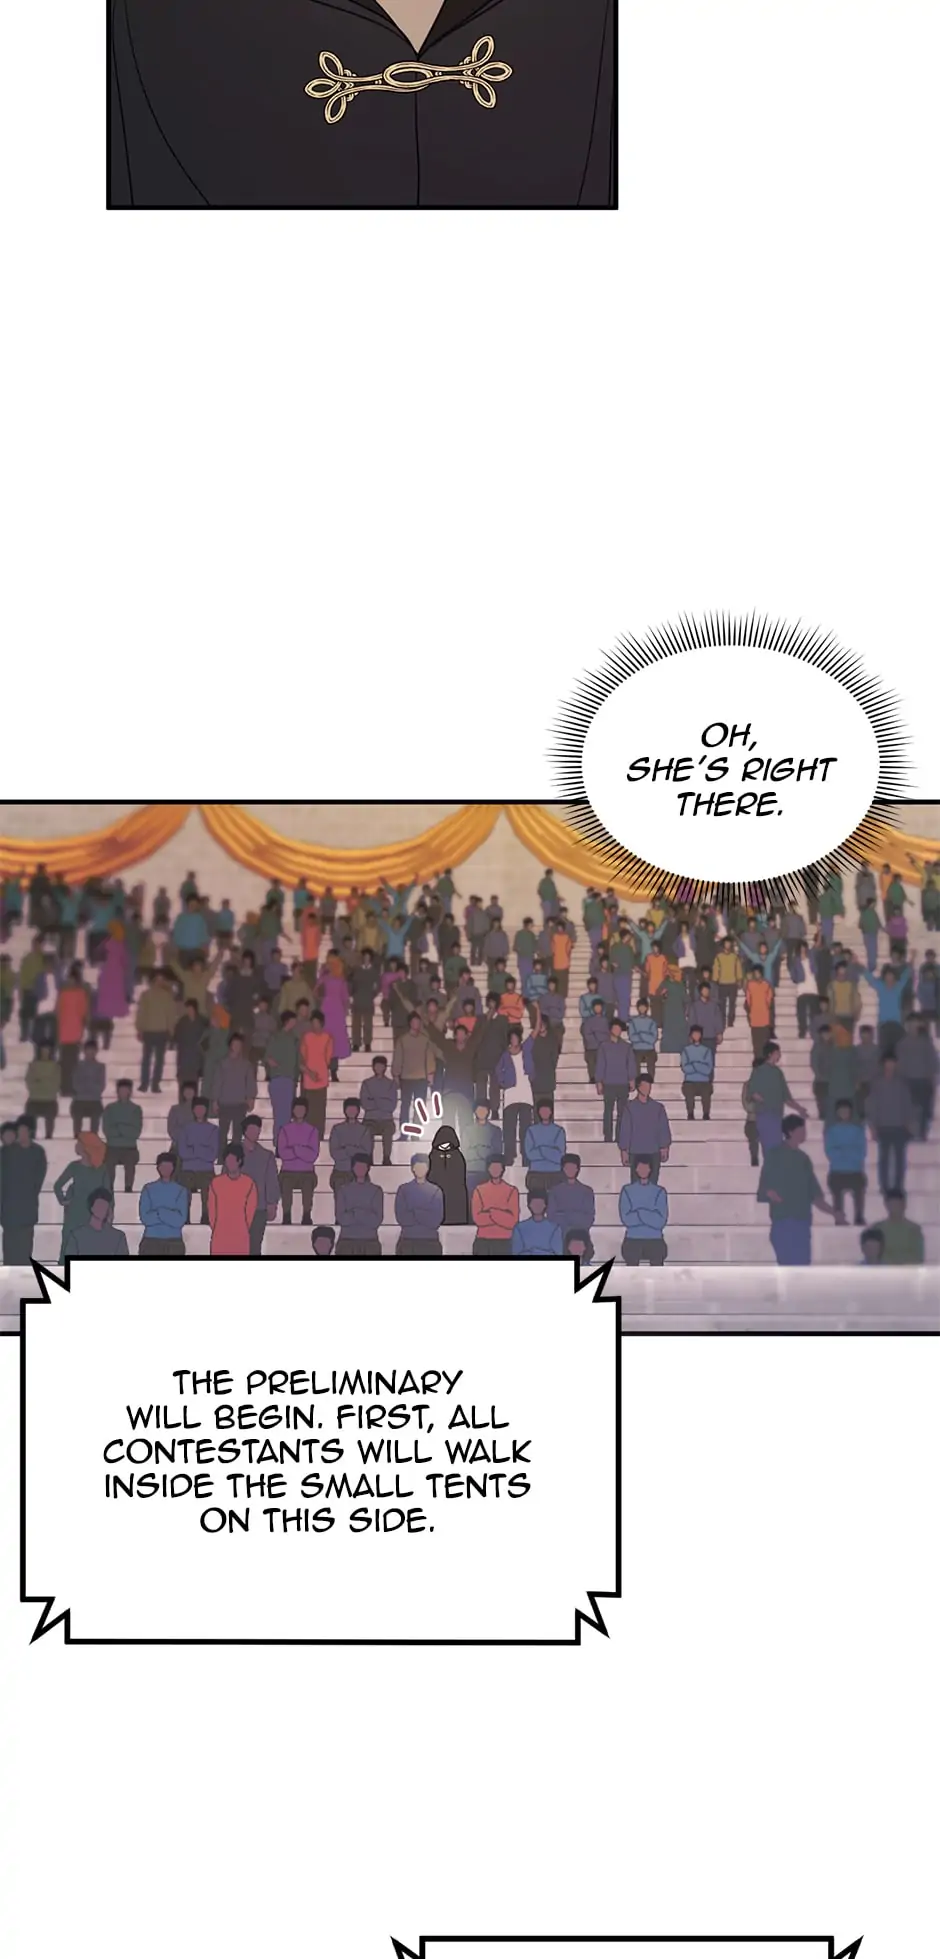 OH,
SHE'S RIGHT
THERE.
THE PRELIMINARY
WILL BEGIN. FIRST, ALL
CONTESTANTS WILL WALK
INSIDE THE SMALL TENTS
ON THIS SIDE.